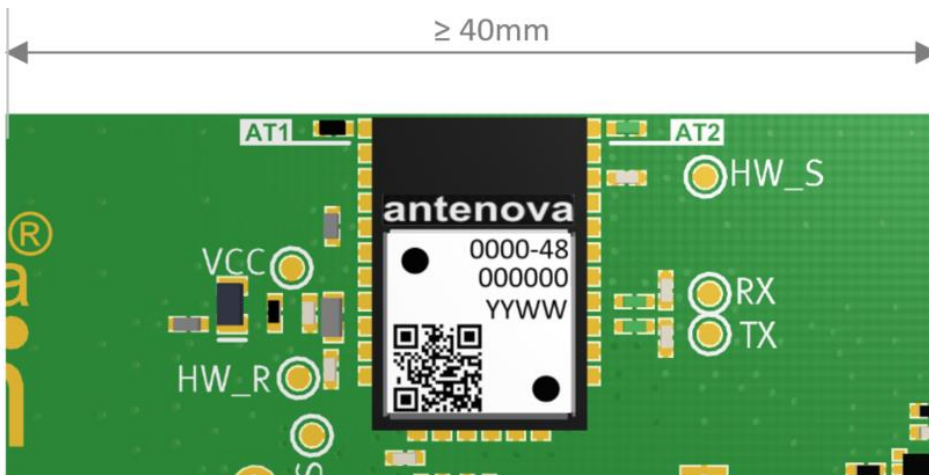 ≥ 40mm
AT1
AT2
HW_S
antenova
®
a
VCC
0000-48
000000
YYWW
RX
TX
HW_R
S